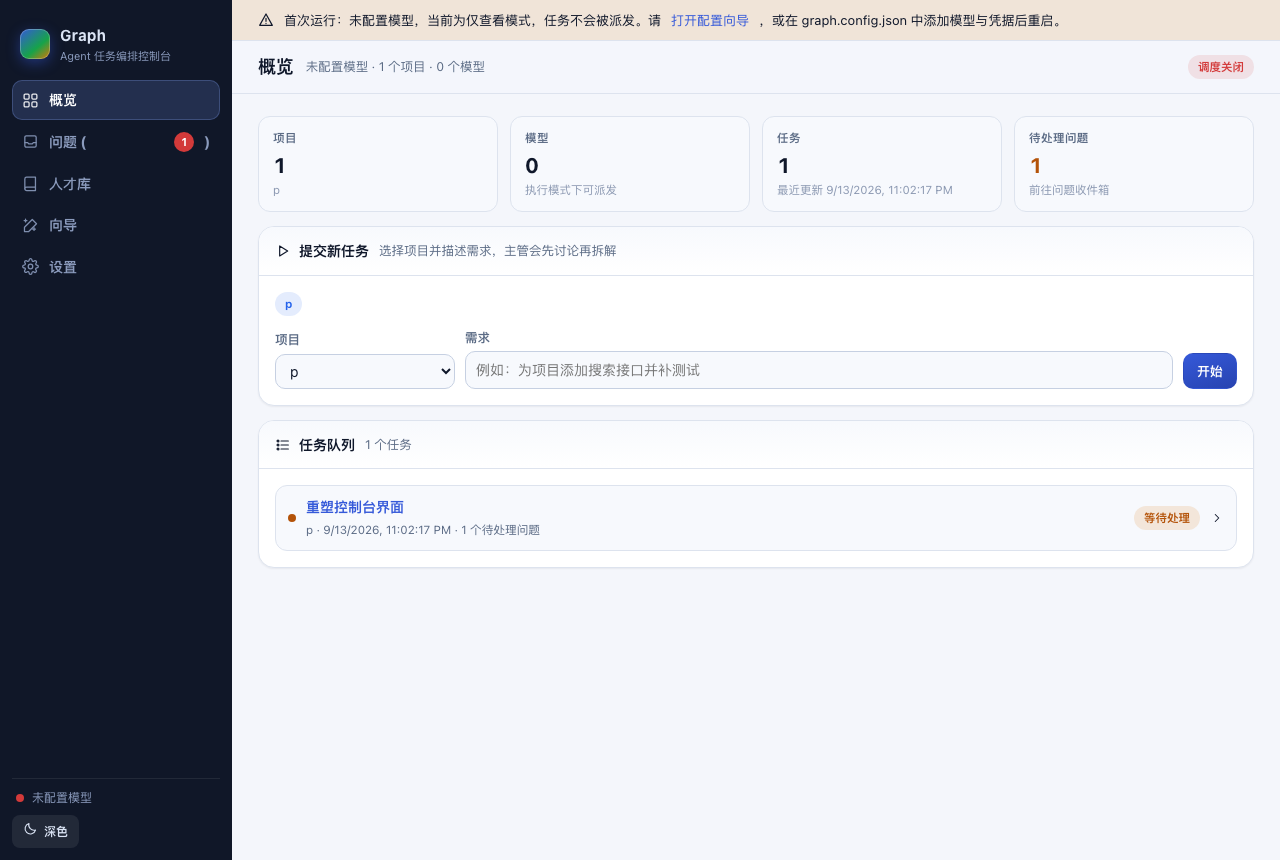 Graph
Agent 任务编排控制台
概览
问题 ( 1 )
人才库
向导
设置
未配置模型
深色
首次运行：未配置模型，当前为仅查看模式，任务不会被派发。请 打开配置向导 ，或在 graph.config.json 中添加模型与凭据后重启。
概览 未配置模型 · 1 个项目 · 0 个模型
调度关闭
项目
1
p
模型
0
执行模式下可派发
任务
1
最近更新 9/13/2026, 11:02:17 PM
待处理问题
1
前往问题收件箱
提交新任务 选择项目并描述需求，主管会先讨论再拆解
p
项目
p
需求
例如：为项目添加搜索接口并补测试
开始
任务队列 1 个任务
重塑控制台界面
p · 9/13/2026, 11:02:17 PM · 1 个待处理问题
等待处理